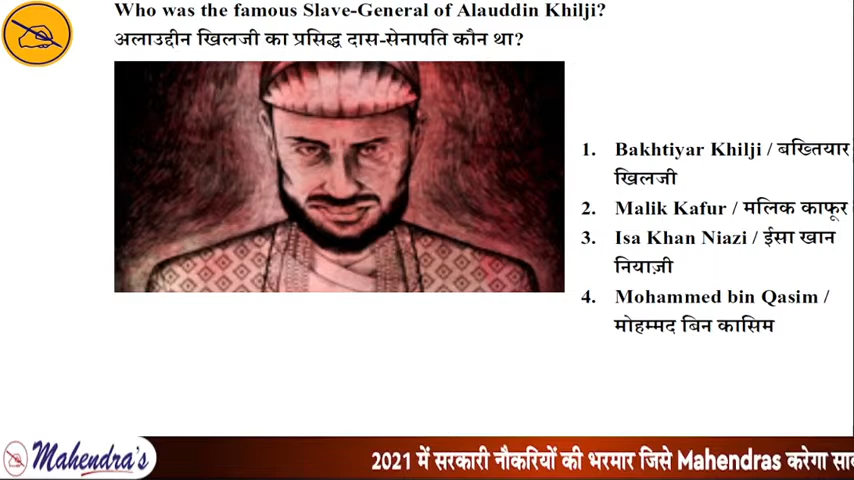 Who was the famous Slave-General of Alauddin Khilji?
अलाउद्दीन खिलजी का प्रसिद्ध दास-सेनापति कौन था?
1. Bakhtiyar Khilji / बख्तियार
खिलजी
2. Malik Kafur / मलिक काफूर
3. Isa Khan Niazi / ईसा खान
नियाज़ी
4. Mohammed bin Qasim /
मोहम्मद बिन कासिम
Mahendra's
2021 में सरकारी नौकरियों की भरमार जिसे Mahendras करेगा